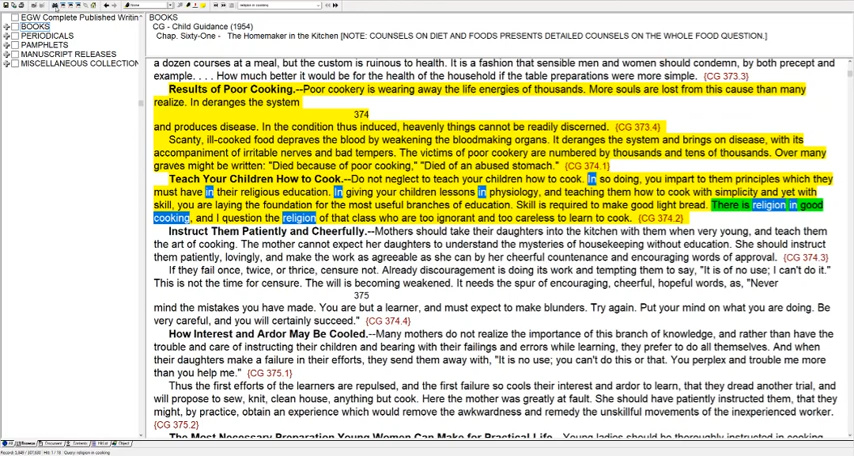 EGW Complete Published Writin
BOOKS
PERIODICALS
PAMPHLETS
MANUSCRIPT RELEASES
MISCELLANEOUS COLLECTION
BOOKS
CG - Child Guidance (1954)
Chap. Sixty-One - The Homemaker in the Kitchen [NOTE: COUNSELS ON DIET AND FOODS PRESENTS DETAILED COUNSELS ON THE WHOLE FOOD QUESTION.]
a dozen courses at a meal, but the custom is ruinous to health. It is a fashion that sensible men and women should condemn, by both precept and
example. . . . How much better it would be for the health of the household if the table preparations were more simple. {CG 373.3}
Results of Poor Cooking.--Poor cookery is wearing away the life energies of thousands. More souls are lost from this cause than many
realize. In deranges the system
374
and produces disease. In the condition thus induced, heavenly things cannot be readily discerned. {CG 373.4}
Scanty, ill-cooked food depraves the blood by weakening the bloodmaking organs. It deranges the system and brings on disease, with its
accompaniment of irritable nerves and bad tempers. The victims of poor cookery are numbered by thousands and tens of thousands. Over many
graves might be written: "Died because of poor cooking," "Died of an abused stomach." {CG 374.1}
Teach Your Children How to Cook.--Do not neglect to teach your children how to cook. In so doing, you impart to them principles which they
must have in their religious education. In giving your children lessons in physiology, and teaching them how to cook with simplicity and yet with
skill, you are laying the foundation for the most useful branches of education. Skill is required to make good light bread. There is religion in good
cooking, and I question the religion of that class who are too ignorant and too careless to learn to cook. {CG 374.2}
Instruct Them Patiently and Cheerfully.--Mothers should take their daughters into the kitchen with them when very young, and teach them
the art of cooking. The mother cannot expect her daughters to understand the mysteries of housekeeping without education. She should instruct
them patiently, lovingly, and make the work as agreeable as she can by her cheerful countenance and encouraging words of approval. {CG 374.3}
If they fail once, twice, or thrice, censure not. Already discouragement is doing its work and tempting them to say, "It is of no use; I can't do it."
This is not the time for censure. The will is becoming weakened. It needs the spur of encouraging, cheerful, hopeful words, as, "Never
375
mind the mistakes you have made. You are but a learner, and must expect to make blunders. Try again. Put your mind on what you are doing. Be
very careful, and you will certainly succeed." {CG 374.4}
How Interest and Ardor May Be Cooled.--Many mothers do not realize the importance of this branch of knowledge, and rather than have the
trouble and care of instructing their children and bearing with their failings and errors while learning, they prefer to do all themselves. And when
their daughters make a failure in their efforts, they send them away with, "It is no use; you can't do this or that. You perplex and trouble me more
than you help me." {CG 375.1}
Thus the first efforts of the learners are repulsed, and the first failure so cools their interest and ardor to learn, that they dread another trial, and
will propose to sew, knit, clean house, anything but cook. Here the mother was greatly at fault. She should have patiently instructed them, that they
might, by practice, obtain an experience which would remove the awkwardness and remedy the unskillful movements of the inexperienced worker.
{CG 375.2}
The Most Necessary Preparation Young Women Can Make for Practical Life.--Young ladies should be thoroughly instructed in cooking